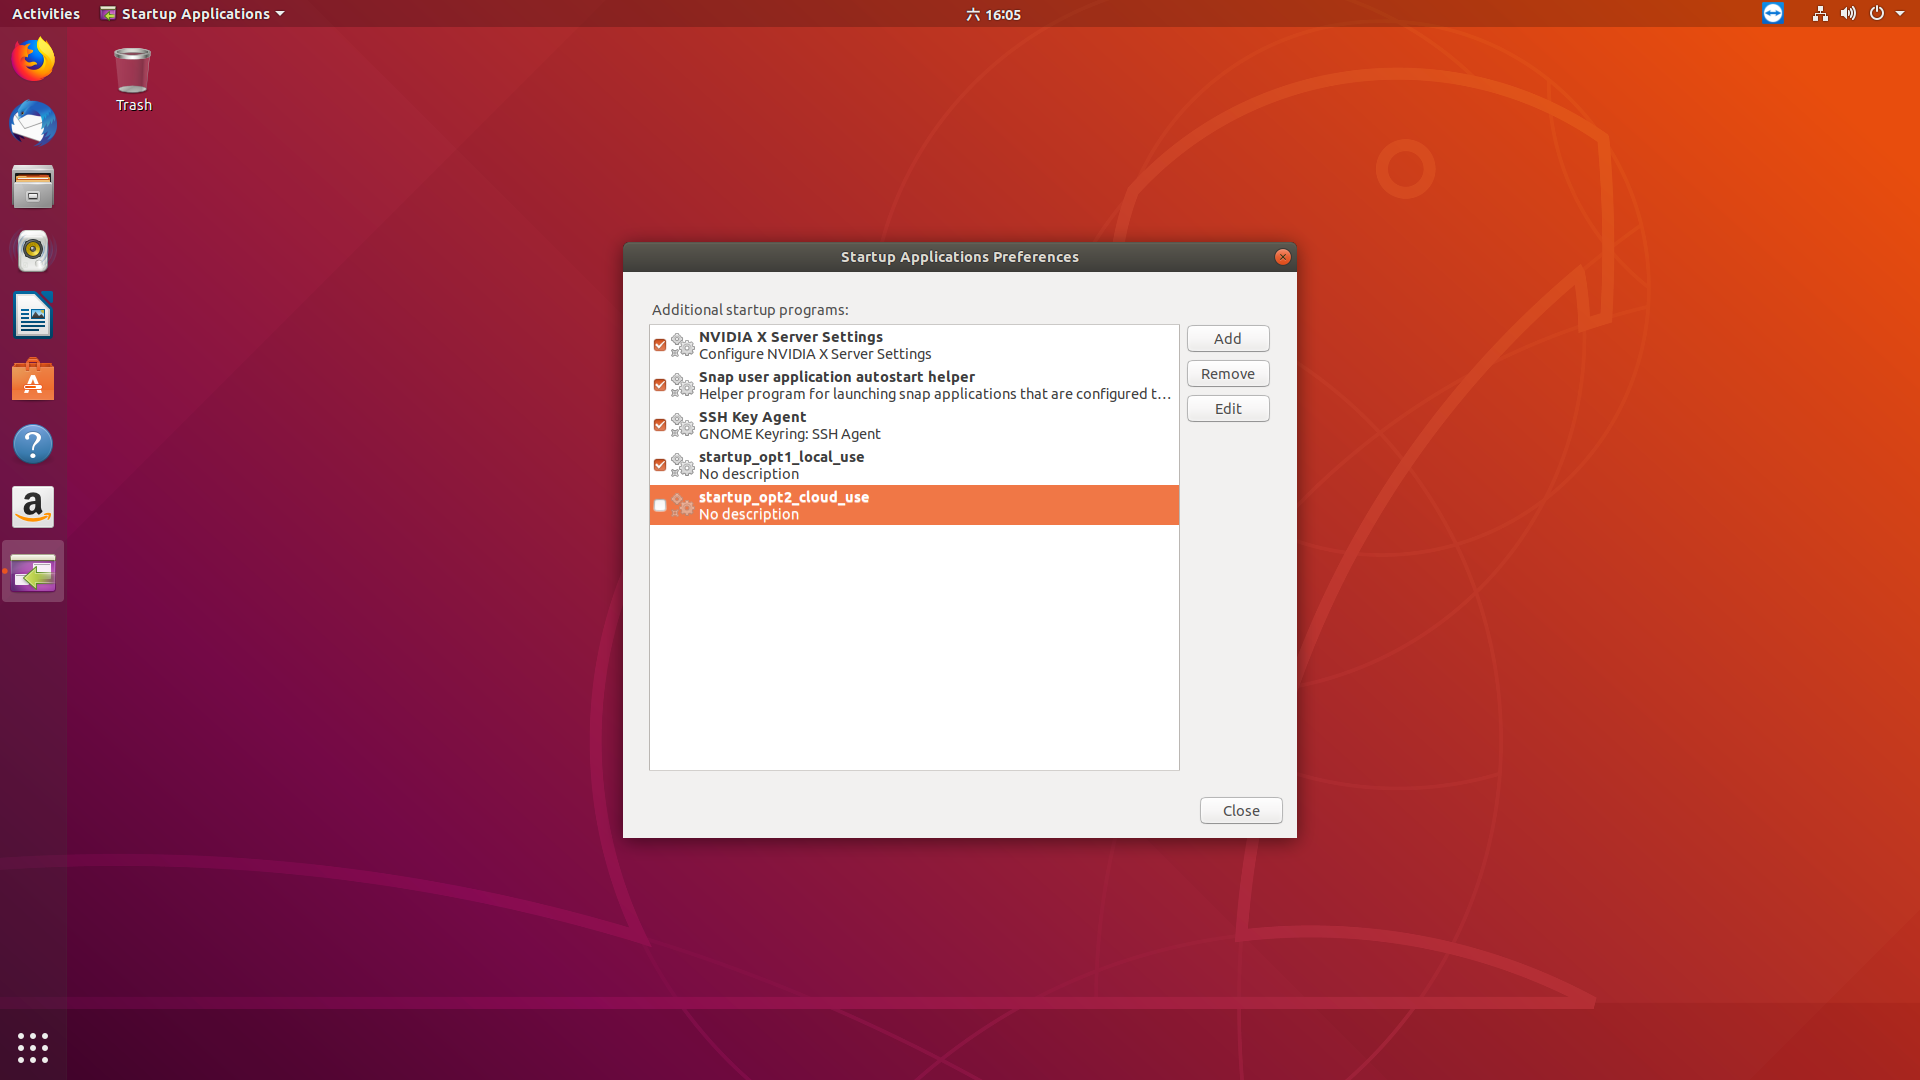 Activities
Startup Applications
六 16:05
Trash
Startup Applications Preferences
Additional startup programs:
NVIDIA X Server Settings
Configure NVIDIA X Server Settings
Snap user application autostart helper
Helper program for launching snap applications that are configured t…
SSH Key Agent
GNOME Keyring: SSH Agent
startup_opt1_local_use
No description
startup_opt2_cloud_use
No description
Add
Remove
Edit
Close